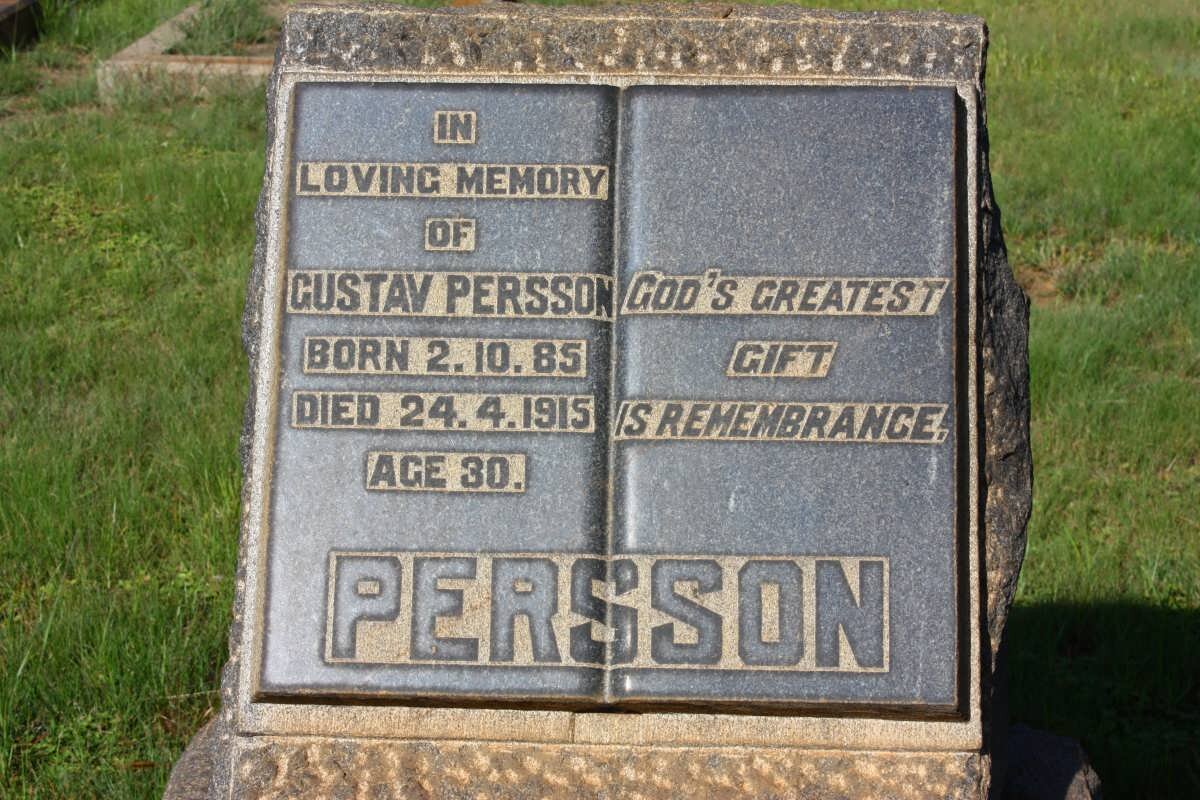 IN
LOVING MEMORY
OF
GUSTAV PERSSON
BORN 2.10.85
DIED 24.4.1915
AGE 30.
GOD'S GREATEST
GIFT
IS REMEMBRANCE.
PERSSON